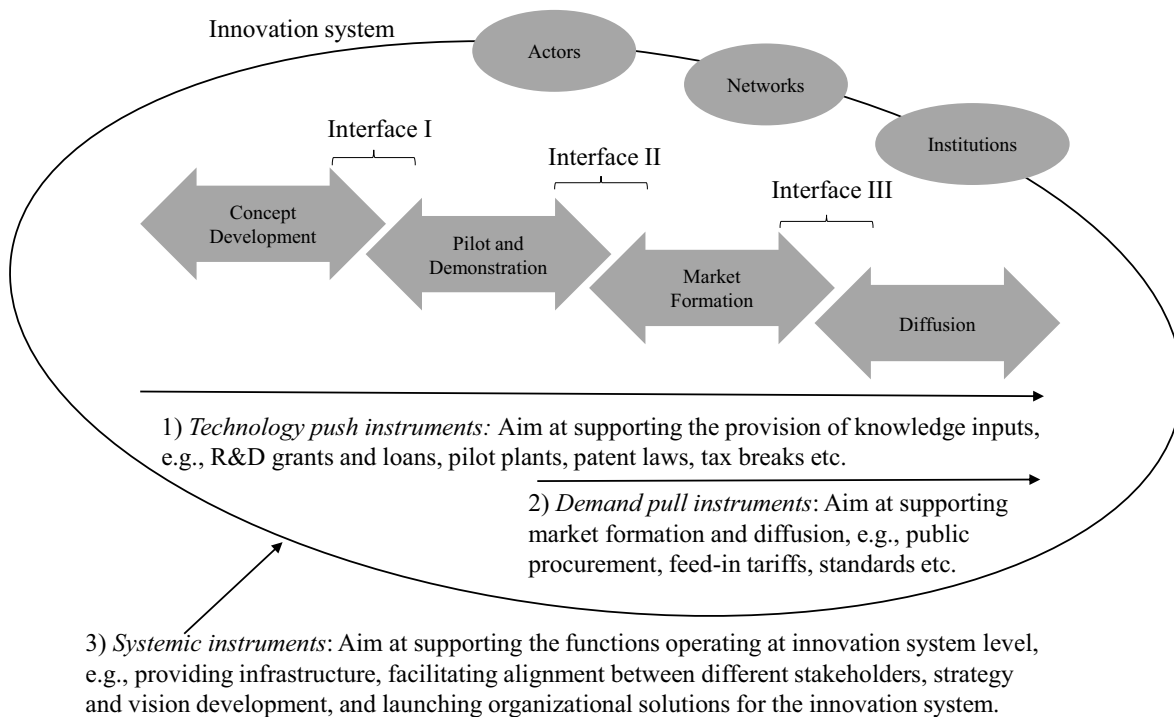 Innovation system
Actors
Networks
Institutions
Interface I
Interface II
Interface III
Concept
Development
Pilot and
Demonstration
Market
Formation
Diffusion
1) Technology push instruments: Aim at supporting the provision of knowledge inputs,
e.g., R&D grants and loans, pilot plants, patent laws, tax breaks etc.
2) Demand pull instruments: Aim at supporting
market formation and diffusion, e.g., public
procurement, feed-in tariffs, standards etc.
3) Systemic instruments: Aim at supporting the functions operating at innovation system level,
e.g., providing infrastructure, facilitating alignment between different stakeholders, strategy
and vision development, and launching organizational solutions for the innovation system.